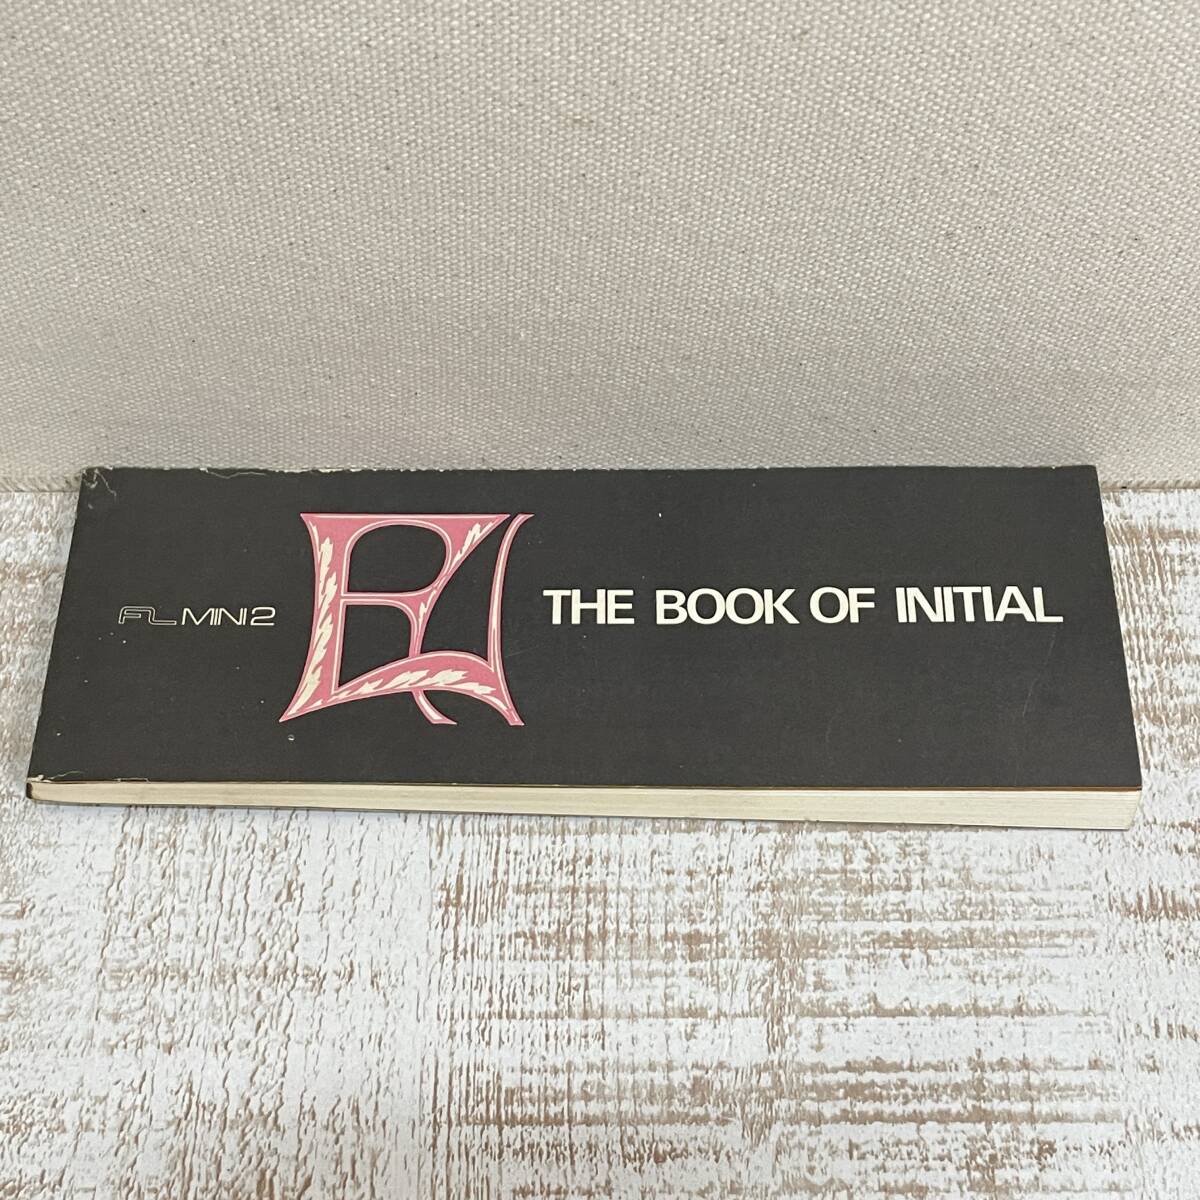 FL MINI 2
THE BOOK OF INITIAL